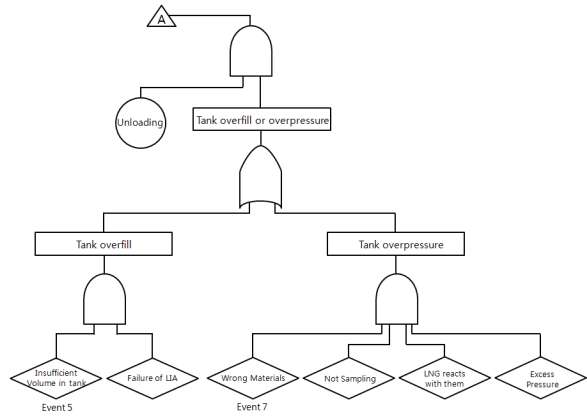 A
Unloading
Tank overfill or overpressure
Tank overfill
Tank overpressure
Insufficient
Volume in tank
Failure of LIA
Wrong Materials
Not Sampling
LNG reacts
with them
Excess
Pressure
Event 5
Event 7